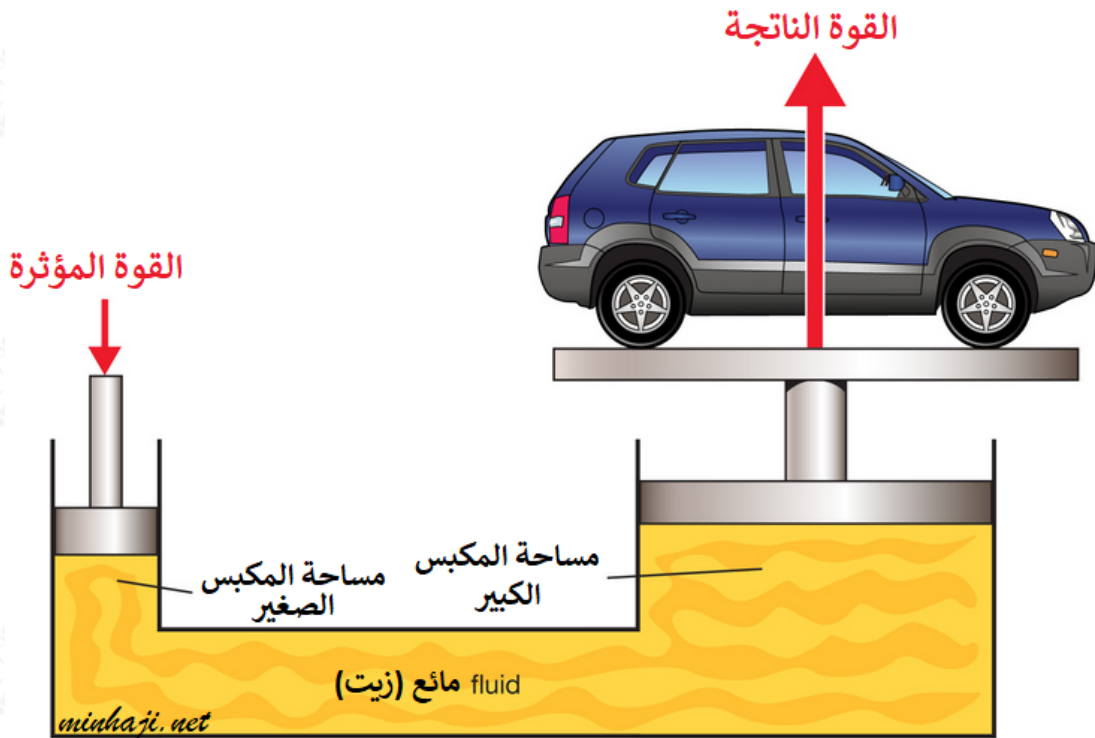 القوة الناتجة
القوة المؤثرة
مساحة المكبس
الصغير
مساحة المكبس
الكبير
مائع (زيت) fluid
minhaji.net